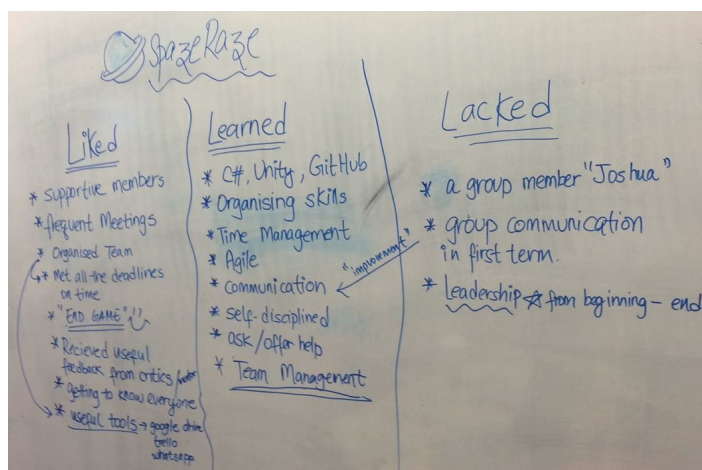 SpazeRaze
Liked
* supportive members
* frequent Meetings
* Organised Team
* Met all the deadlines
on time
* "END GAME"
* Recieved useful
feedback from critics /
* getting to know everyone
* useful tools → google drive
trello
whatsapp
Learned
* C#, Unity, GitHub
* Organising skills
* Time Management
* Agile
* communication
* self-disciplined
* ask/offer help
* Team Management
"improvement"
Lacked
* a group member "Joshua"
* group communication
in first term.
* Leadership ☆ from beginning - end